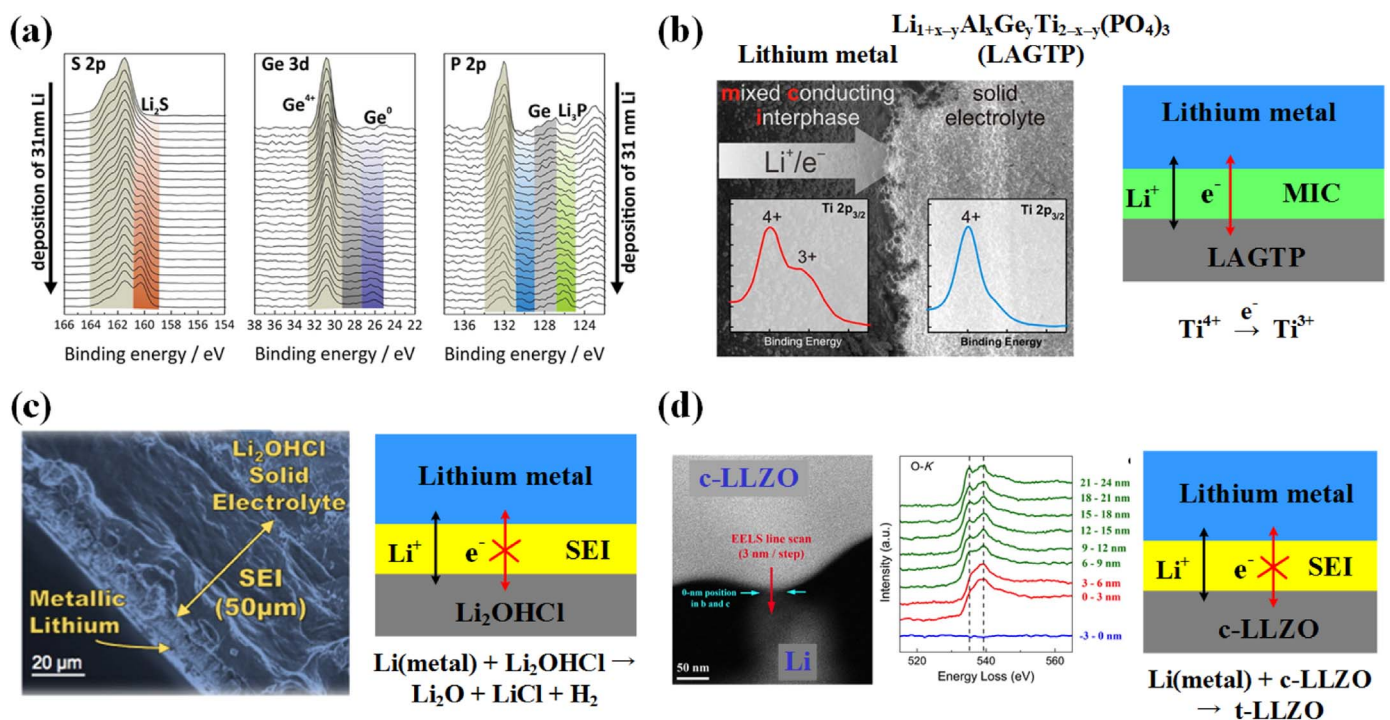 (a)
S 2p
Li₂S
Ge 3d
Ge⁴⁺
Ge⁰
P 2p
Ge
Li₃P
deposition of 31nm Li
deposition of 31 nm Li
166 164 162 160 158 156 154
38 36 34 32 30 28 26 24 22
136 132 128 124
Binding energy / eV
Binding energy / eV
Binding energy / eV
(b)
Li₁₊ₓ₋ᵧAlₓGeᵧTi₂₋ₓ₋ᵧ(PO₄)₃
Lithium metal
(LAGTP)
mixed conducting
interphase
solid
electrolyte
Li⁺/e⁻
Ti 2p₃/₂
4+
3+
Binding Energy
Ti 2p₃/₂
4+
Binding Energy
Lithium metal
Li⁺
e⁻
MIC
LAGTP
e⁻
Ti⁴⁺ → Ti³⁺
(c)
Li₂OHCl
Solid
Electrolyte
SEI
(50µm)
Metallic
Lithium
20 µm
Lithium metal
Li⁺
e⁻
SEI
Li₂OHCl
Li(metal) + Li₂OHCl →
Li₂O + LiCl + H₂
(d)
c-LLZO
EELS line scan
(3 nm / step)
0-nm position
in b and c
Li
50 nm
O-K
c
Intensity (a.u.)
21 - 24 nm
18 - 21 nm
15 - 18 nm
12 - 15 nm
9 - 12 nm
6 - 9 nm
3 - 6 nm
0 - 3 nm
-3 - 0 nm
520 540 560
Energy Loss (eV)
Lithium metal
Li⁺
e⁻
SEI
c-LLZO
Li(metal) + c-LLZO
→ t-LLZO